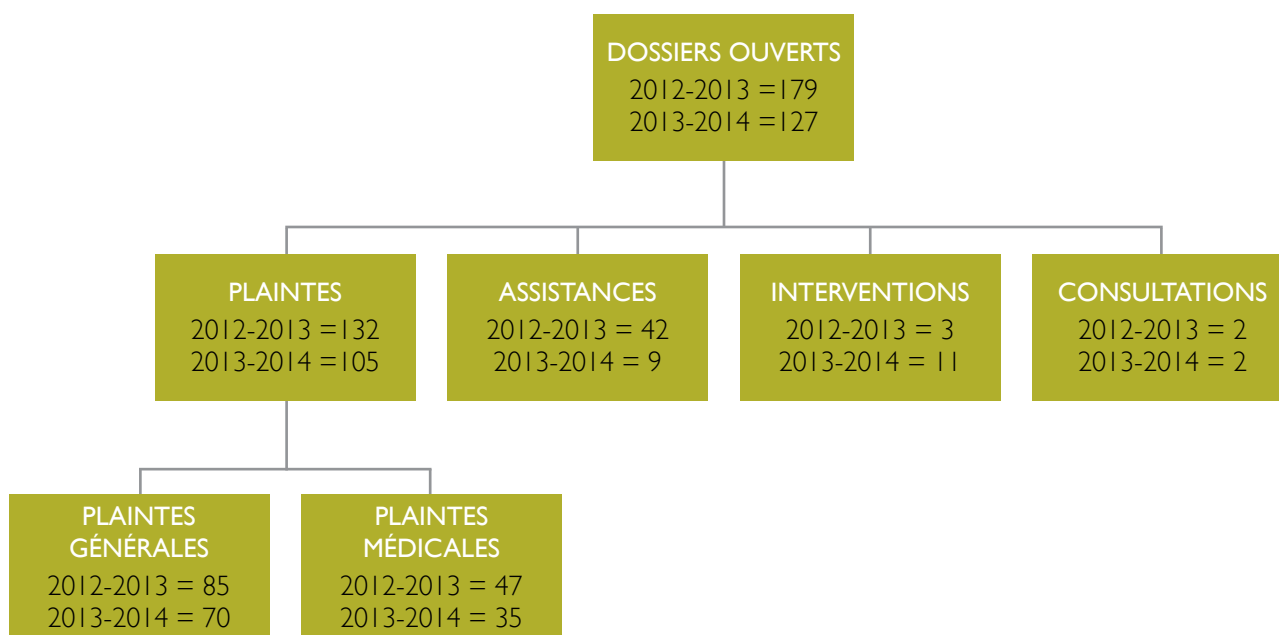 DOSSIERS OUVERTS
2012-2013 =179
2013-2014 =127
PLAINTES
2012-2013 =132
2013-2014 =105
ASSISTANCES
2012-2013 = 42
2013-2014 = 9
INTERVENTIONS
2012-2013 = 3
2013-2014 = 11
CONSULTATIONS
2012-2013 = 2
2013-2014 = 2
PLAINTES
GÉNÉRALES
2012-2013 = 85
2013-2014 = 70
PLAINTES
MÉDICALES
2012-2013 = 47
2013-2014 = 35